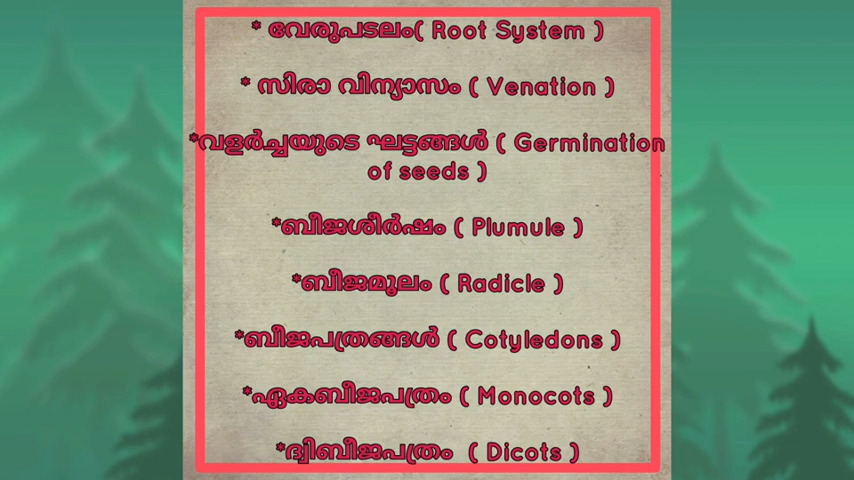 * വേരുപടലം( Root System )
* സിരാ വിന്യാസം ( Venation )
*വളർച്ചയുടെ ഘട്ടങ്ങൾ ( Germination
of seeds )
*ബീജശീർഷം ( Plumule )
*ബീജമൂലം ( Radicle )
*ബീജപത്രങ്ങൾ ( Cotyledons )
*ഏകബീജപത്രം ( Monocots )
*ദ്വിബീജപത്രം ( Dicots )